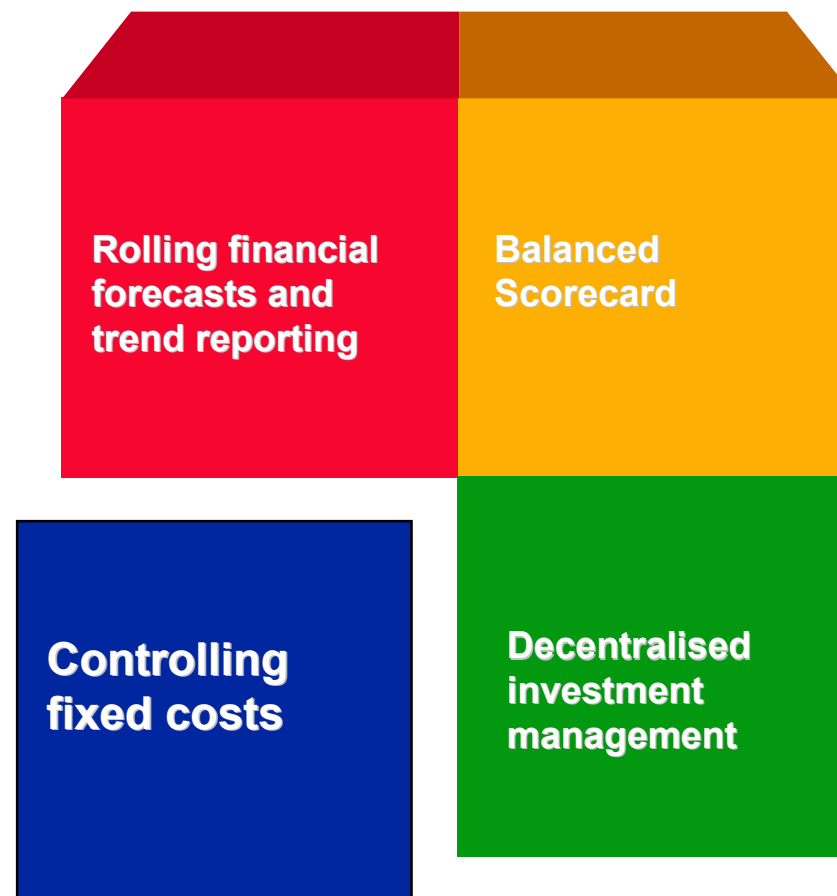 Rolling financial
forecasts and
trend reporting
Balanced
Scorecard
Controlling
fixed costs
Decentralised
investment
management